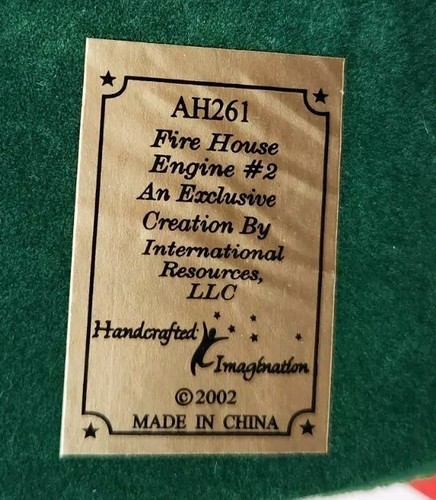 AH261
Fire House
Engine #2
An Exclusive
Creation By
International
Resources,
LLC
Handcrafted
Imagination
©2002
MADE IN CHINA